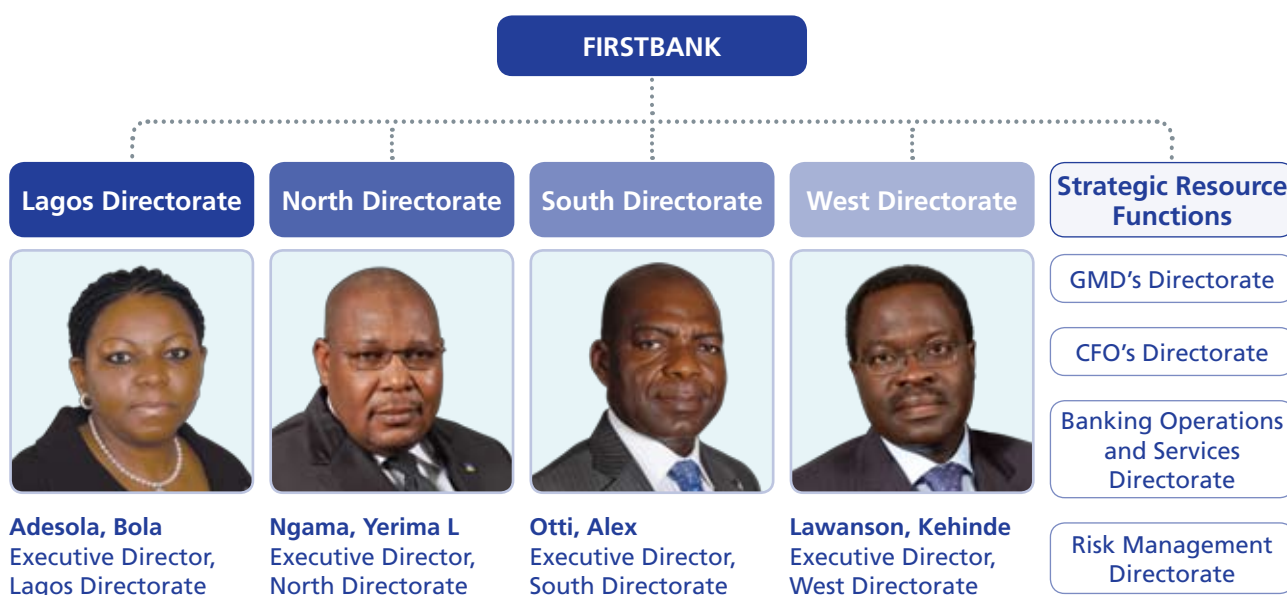 FIRSTBANK
Lagos Directorate
North Directorate
South Directorate
West Directorate
Strategic Resource
Functions
GMD's Directorate
CFO's Directorate
Banking Operations
and Services
Directorate
Risk Management
Directorate
Adesola, Bola
Executive Director,
Lagos Directorate
Ngama, Yerima L
Executive Director,
North Directorate
Otti, Alex
Executive Director,
South Directorate
Lawanson, Kehinde
Executive Director,
West Directorate